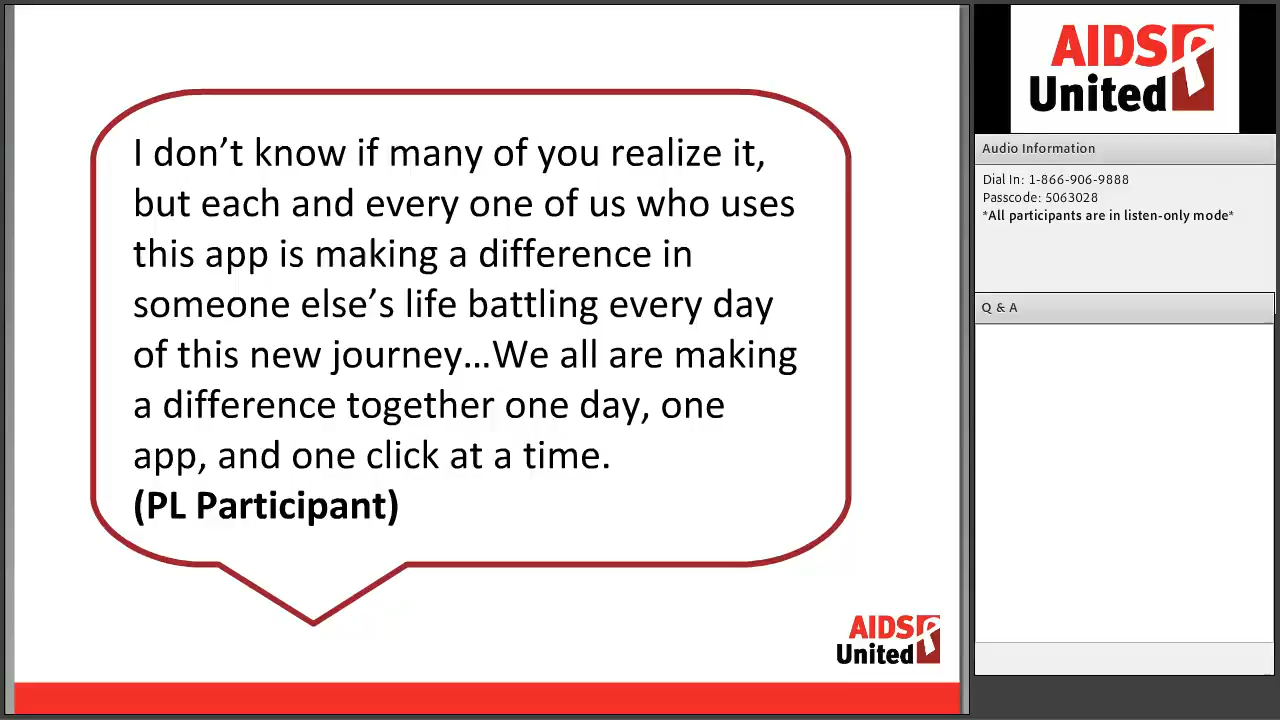 I don’t know if many of you realize it,
but each and every one of us who uses
this app is making a difference in
someone else’s life battling every day
of this new journey…We all are making
a difference together one day, one
app, and one click at a time.
(PL Participant)
AIDS
United
AIDS
United
Audio Information
Dial In: 1-866-906-9888
Passcode: 5063028
*All participants are in listen-only mode*
Q & A